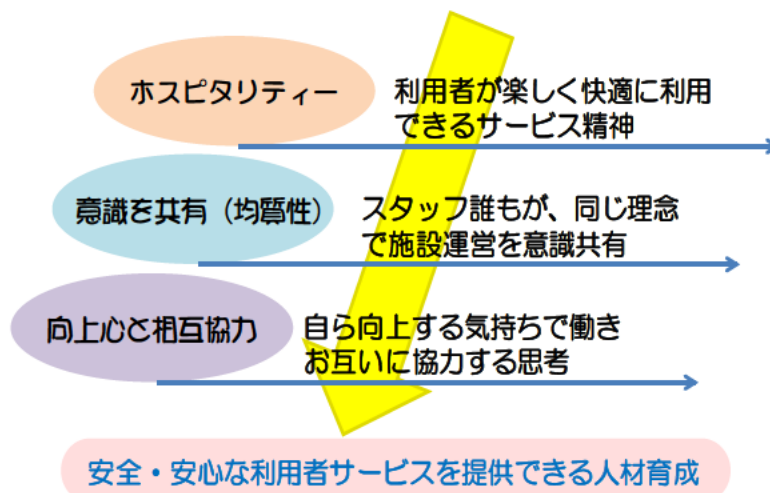 ホスピタリティー
利用者が楽しく快適に利用
できるサービス精神
意識を共有（均質性）
スタッフ誰もが、同じ理念
で施設運営を意識共有
向上心と相互協力
自ら向上する気持ちで働き
お互いに協力する思考
安全・安心な利用者サービスを提供できる人材育成